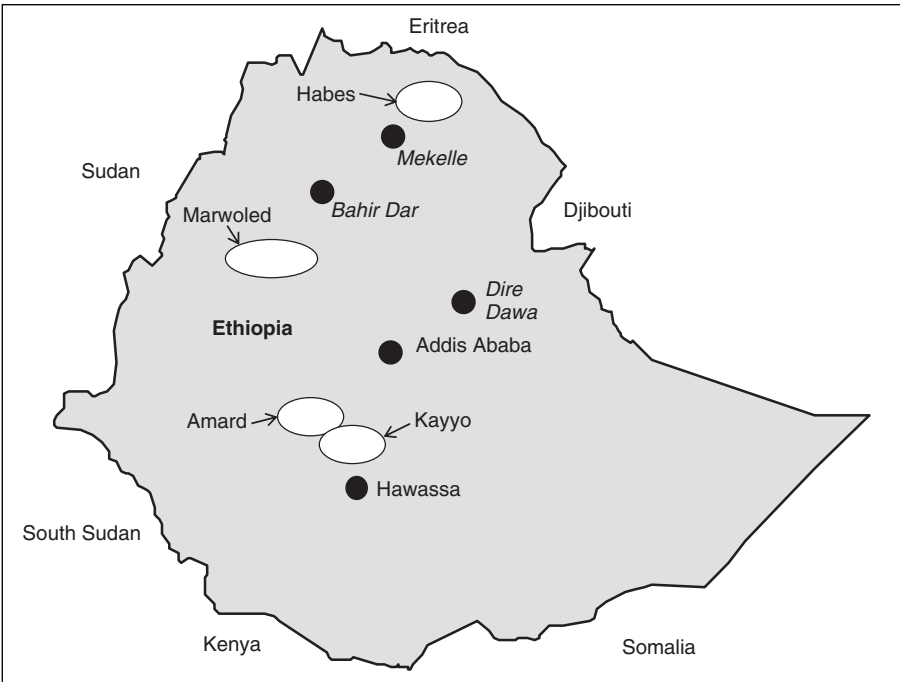 Eritrea
Habes
Mekelle
Sudan
Bahir Dar
Marwoled
Djibouti
Dire
Dawa
Ethiopia
Addis Ababa
Amard
Kayyo
Hawassa
South Sudan
Kenya
Somalia